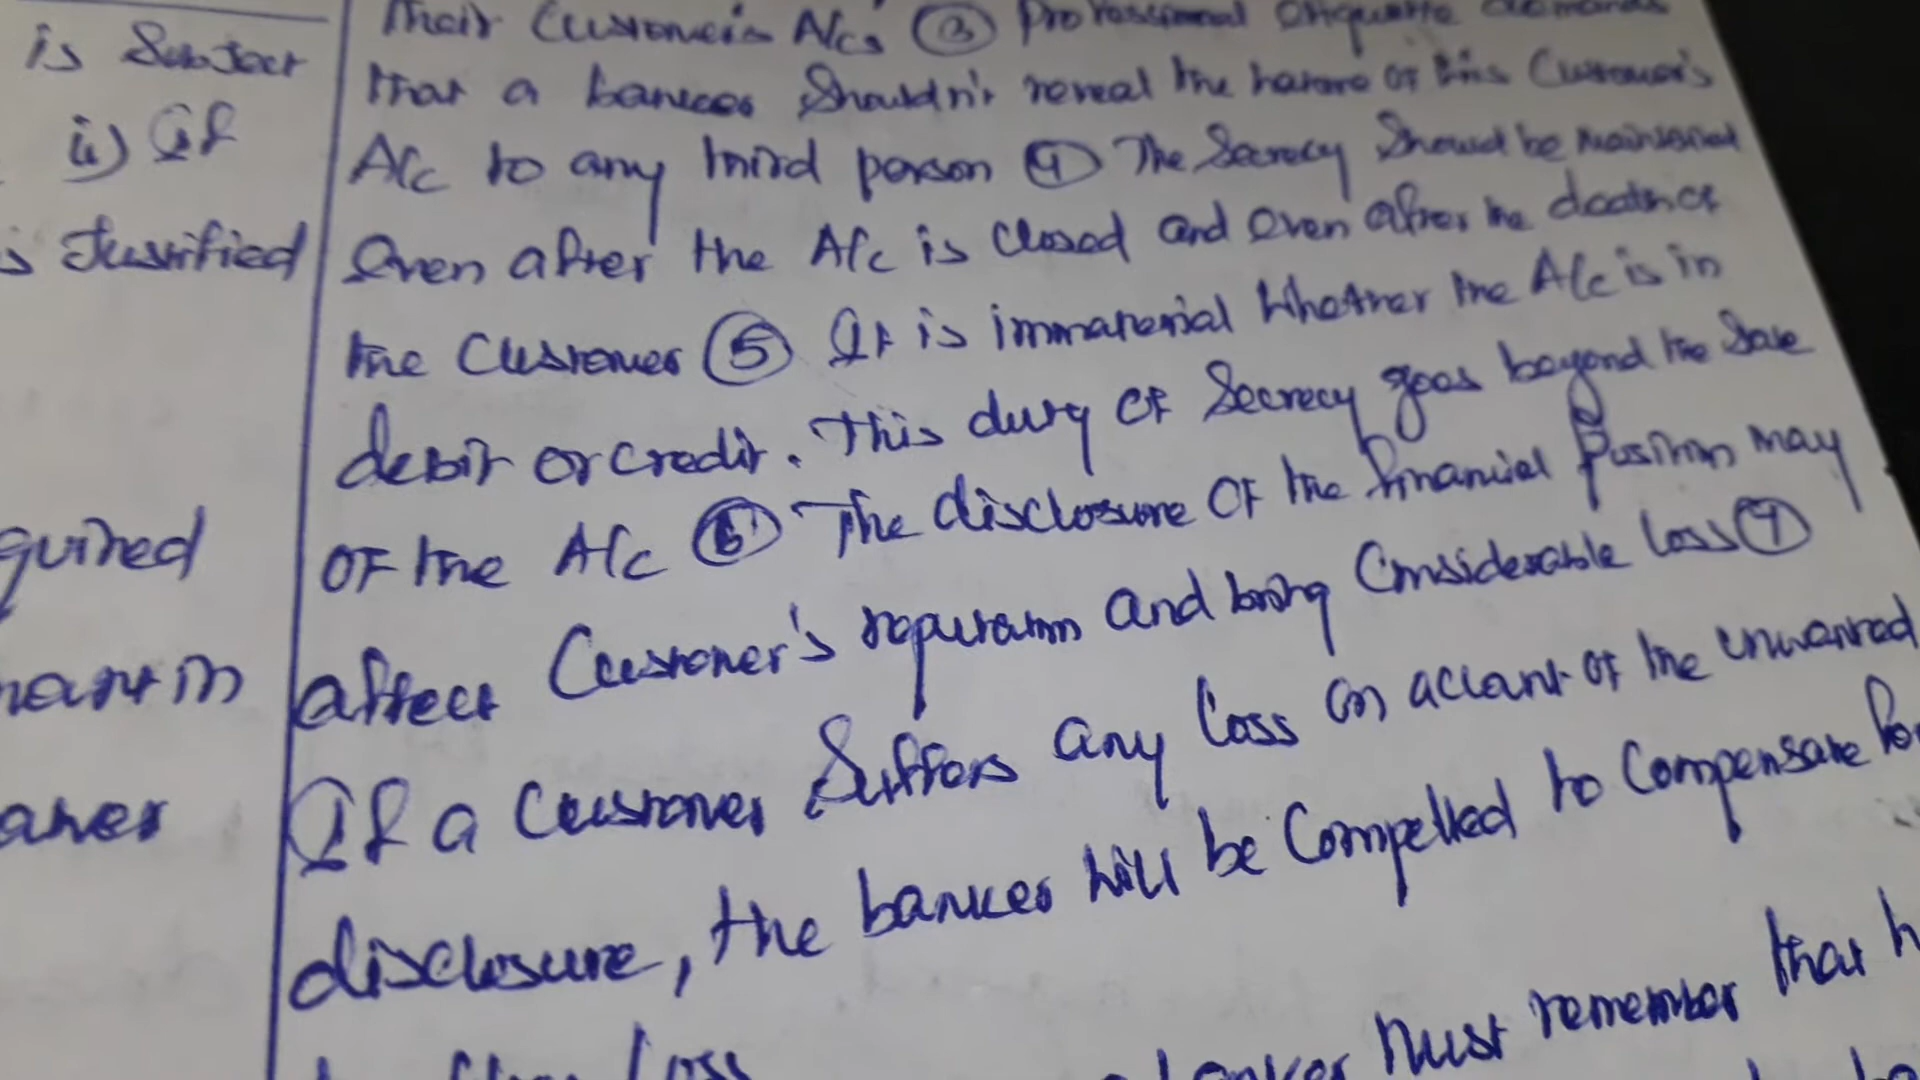 is Subject
ii) If
is Justified
quired
ment in
anker
Their Customer's A/cs ③ Professional etiquette demands
that a banker shouldn't reveal the nature of his Customer's
A/c to any third person ④ The Secrecy Should be maintained
Even after the A/c is Closed and even after the death of
the Customer ⑤ It is immaterial Whether the A/c is in
debit or credit. This duty of Secrecy goes beyond the State
of the A/c ⑥ The disclosure of the financial Position may
affect Customer's reputation and bring Considerable loss ⑦
If a Customer Suffers any loss on account of the unwanted
disclosure, the banker will be Compelled to Compensate for
loss
banker Must remember that h